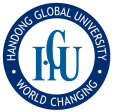 HANDONG GLOBAL UNIVERSITY
HGU
· WORLD CHANGING ·